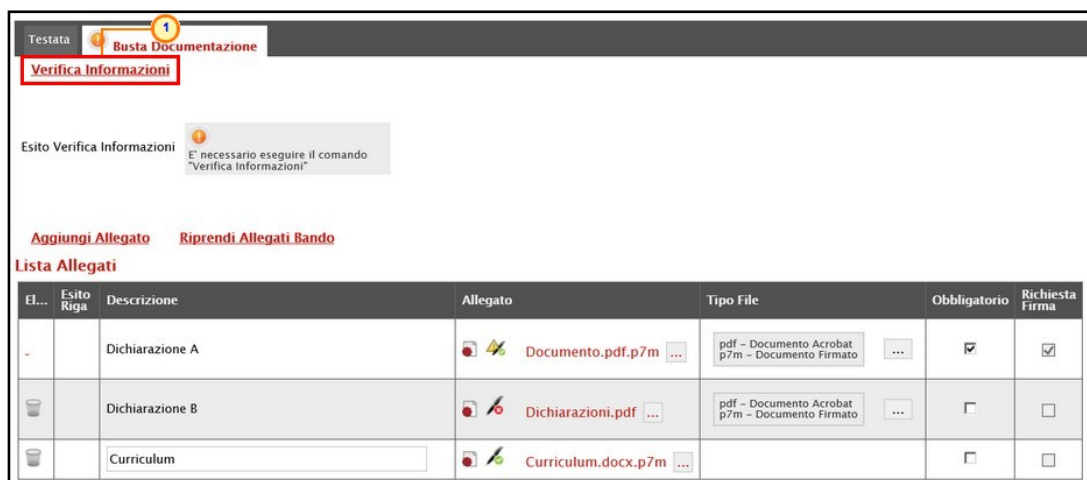 1
Testata Busta Documentazione
Verifica Informazioni
Esito Verifica Informazioni
E' necessario eseguire il comando
"Verifica Informazioni"
Aggiungi Allegato Riprendi Allegati Bando
Lista Allegati
El... Esito Riga Descrizione Allegato Tipo File Obbligatorio Richiesta Firma
- Dichiarazione A Documento.pdf.p7m ... pdf - Documento Acrobat
p7m - Documento Firmato ...
Dichiarazione B Dichiarazioni.pdf ... pdf - Documento Acrobat
p7m - Documento Firmato ...
Curriculum Curriculum.docx.p7m ...